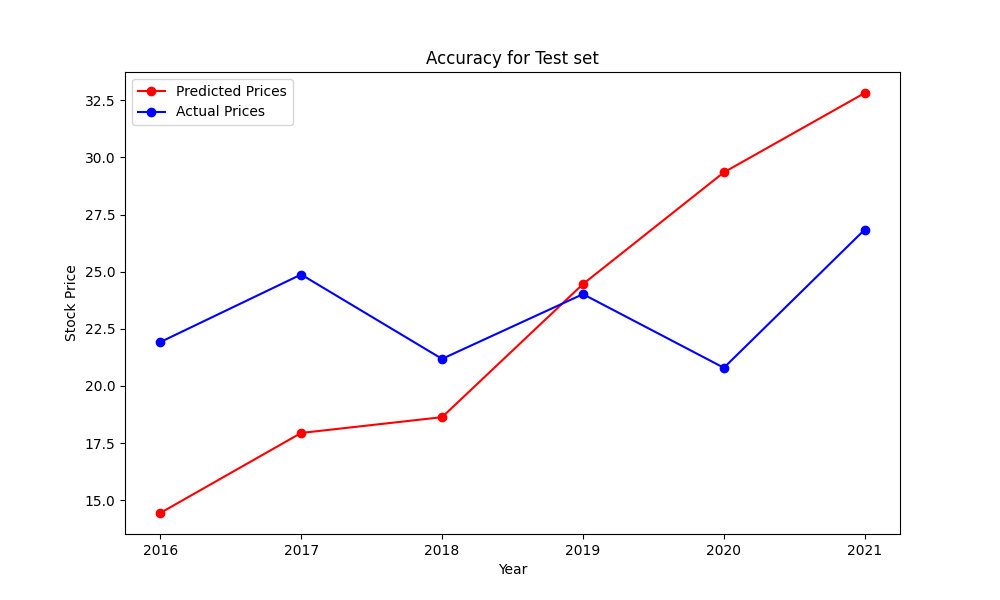 Accuracy for Test set
Predicted Prices
Actual Prices
32.5
30.0
27.5
25.0
22.5
20.0
17.5
15.0
Stock Price
2016 2017 2018 2019 2020 2021
Year